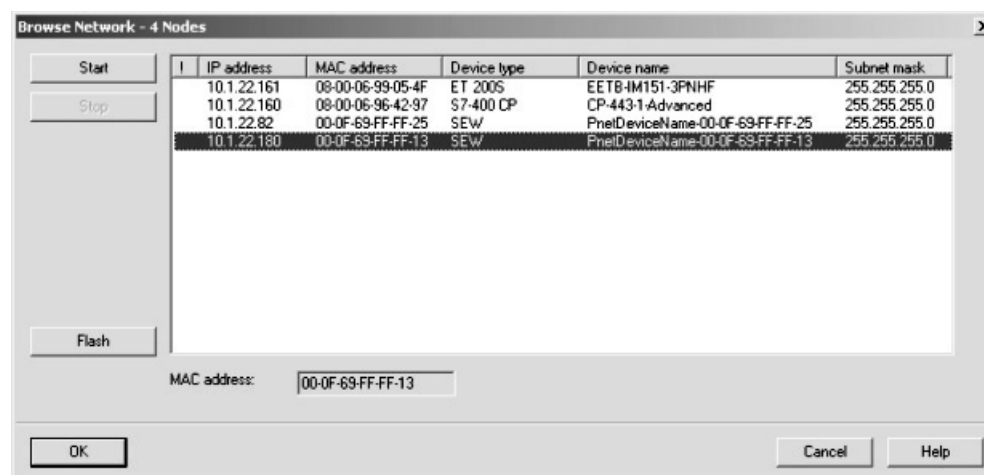 Browse Network - 4 Nodes
Start
Stop
! IP address MAC address Device type Device name Subnet mask
10.1.22.161 08-00-06-99-05-4F ET 200S EETB-IM151-3PNHF 255.255.255.0
10.1.22.160 08-00-06-96-42-97 S7-400 CP CP-443-1-Advanced 255.255.255.0
10.1.22.82 00-0F-69-FF-FF-25 SEW PnetDeviceName-00-0F-69-FF-FF-25 255.255.255.0
10.1.22.180 00-0F-69-FF-FF-13 SEW PnetDeviceName-00-0F-69-FF-FF-13 255.255.255.0
Flash
MAC address: 00-0F-69-FF-FF-13
OK Cancel Help